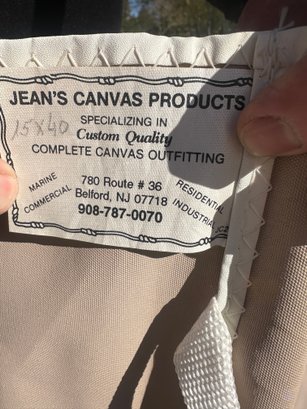 JEAN'S CANVAS PRODUCTS
SPECIALIZING IN
15X40
Custom Quality
COMPLETE CANVAS OUTFITTING
MARINE
COMMERCIAL
780 Route # 36
Belford, NJ 07718
908-787-0070
RESIDENTIAL
INDUSTRIAL